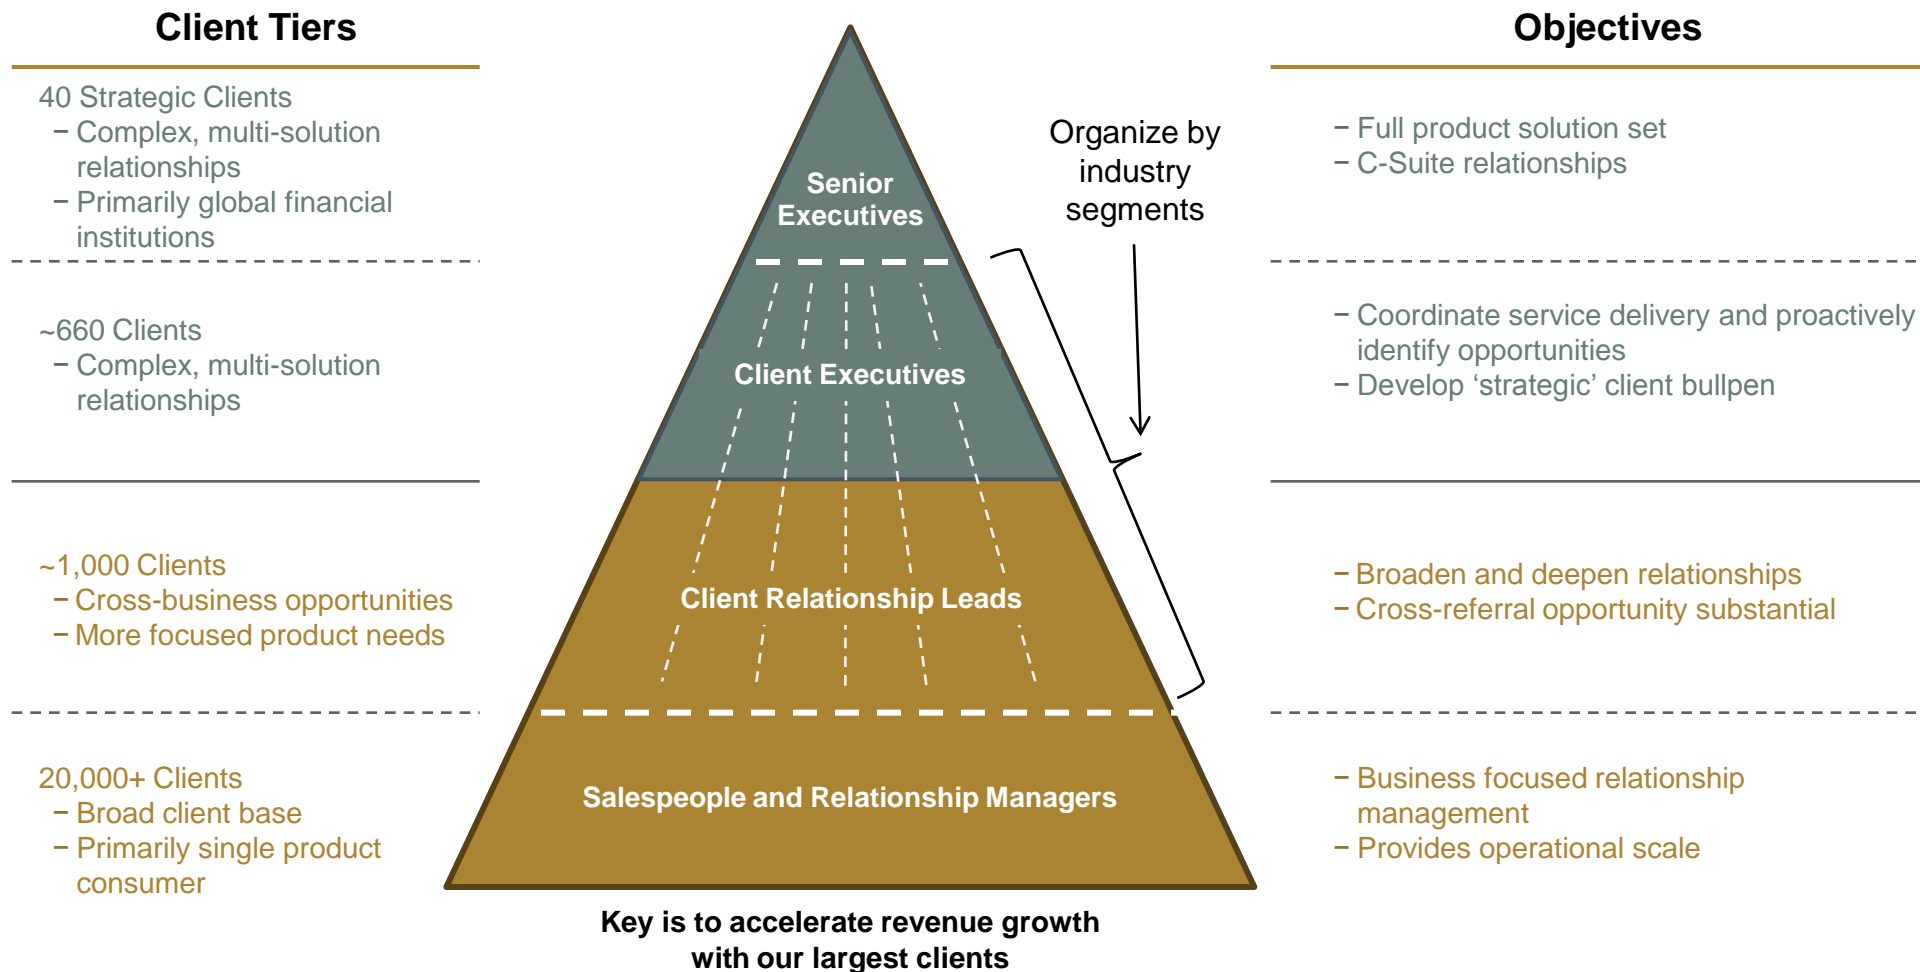 Client Tiers
40 Strategic Clients
− Complex, multi-solution
relationships
− Primarily global financial
institutions
~660 Clients
− Complex, multi-solution
relationships
~1,000 Clients
− Cross-business opportunities
− More focused product needs
20,000+ Clients
− Broad client base
− Primarily single product
consumer
Senior
Executives
Client Executives
Client Relationship Leads
Salespeople and Relationship Managers
Organize by
industry
segments
Objectives
− Full product solution set
− C-Suite relationships
− Coordinate service delivery and proactively
identify opportunities
− Develop ‘strategic’ client bullpen
− Broaden and deepen relationships
− Cross-referral opportunity substantial
− Business focused relationship
management
− Provides operational scale
Key is to accelerate revenue growth
with our largest clients